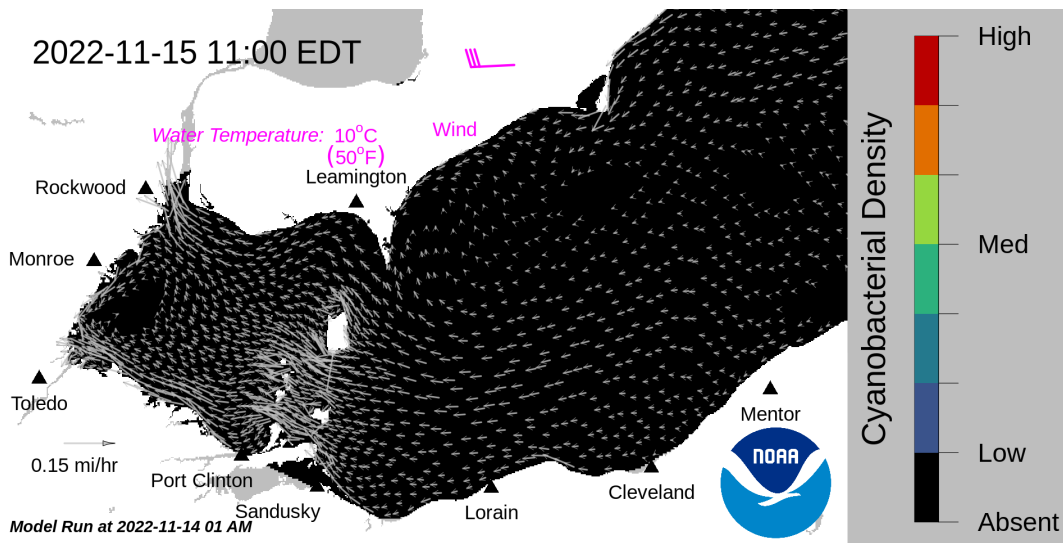 2022-11-15 11:00 EDT
High
Wind
Water Temperature: 10°C
(50°F)
Leamington
Rockwood
Monroe
Med
Cyanobacterial Density
Toledo
Mentor
0.15 mi/hr
NOAA
Low
Port Clinton
Cleveland
Sandusky
Lorain
Model Run at 2022-11-14 01 AM
Absent